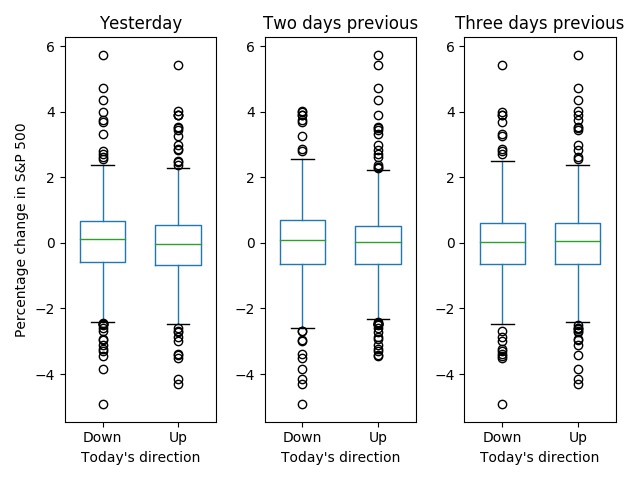 Yesterday
Two days previous
Three days previous
Percentage change in S&P 500
6
4
2
0
−2
−4
Down
Up
Today's direction
6
4
2
0
−2
−4
Down
Up
Today's direction
6
4
2
0
−2
−4
Down
Up
Today's direction